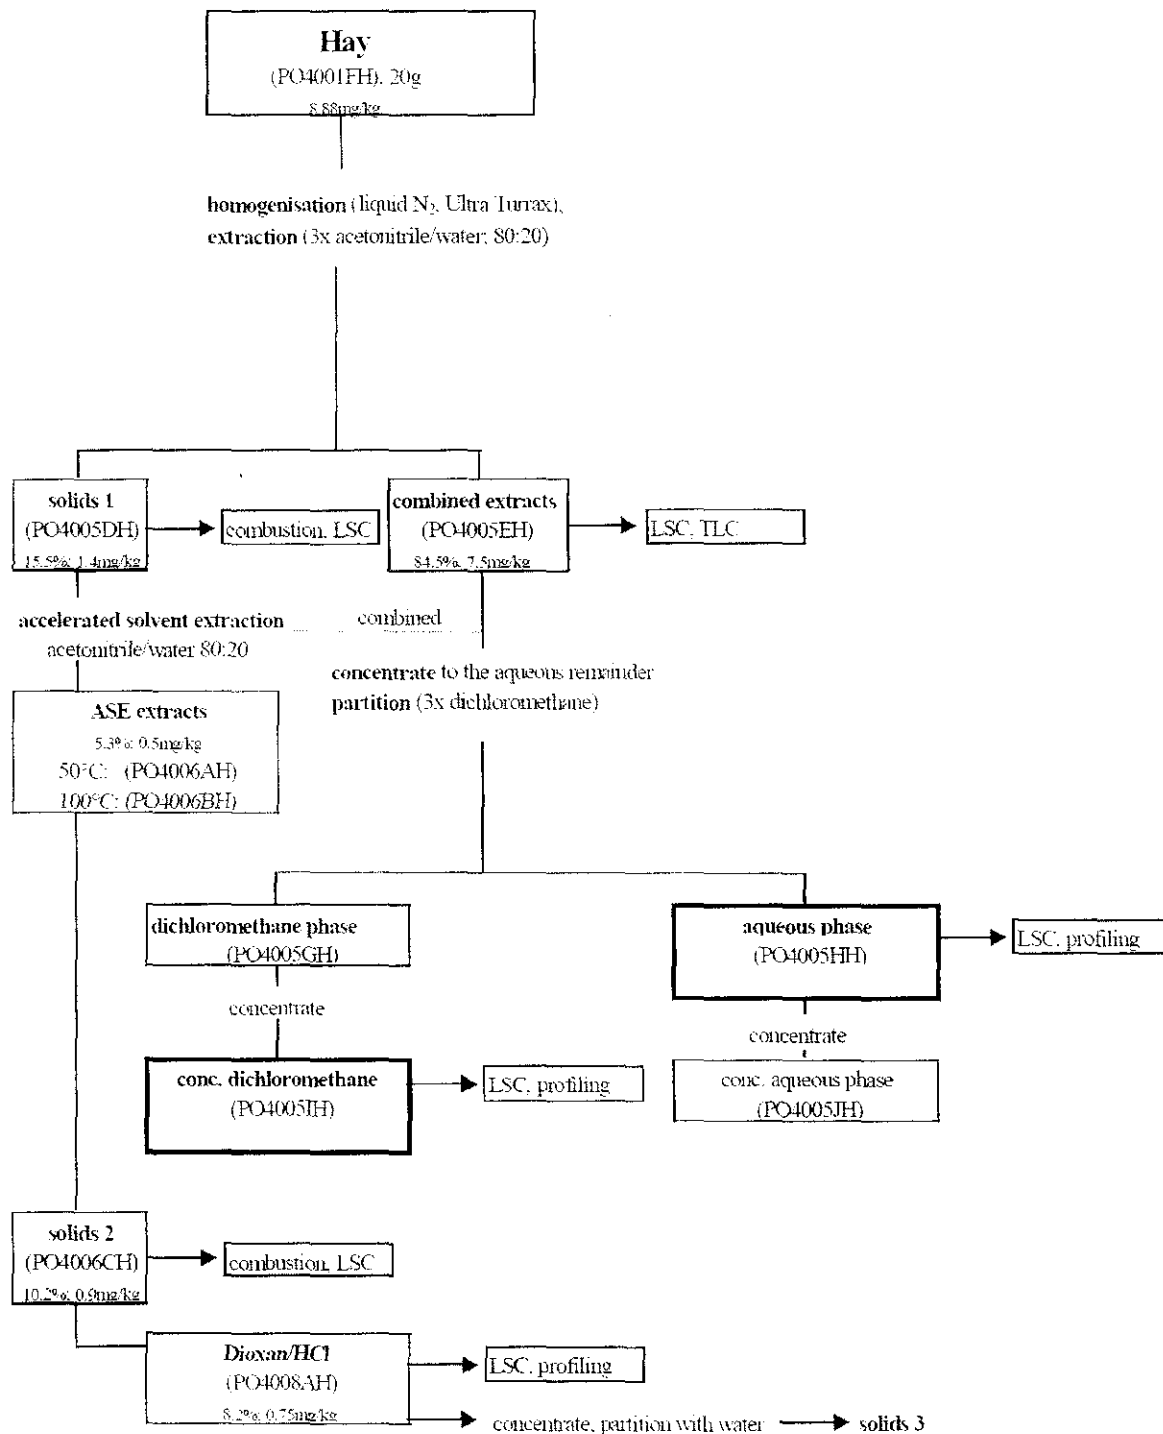 Hay
(PO4001FH). 20g
8.88mg/kg
homogenisation (liquid N₂, Ultra Turrax),
extraction (3x acetonitrile/water; 80:20)
solids 1
(PO4005DH)
15.5%; 1.4mg/kg
combustion, LSC
combined extracts
(PO4005EH)
84.5%; 7.5mg/kg
LSC, TLC
accelerated solvent extraction
acetonitrile/water 80:20
combined
concentrate to the aqueous remainder
partition (3x dichloromethane)
ASE extracts
5.3%; 0.5mg/kg
50°C: (PO4006AH)
100°C: (PO4006BH)
dichloromethane phase
(PO4005GH)
aqueous phase
(PO4005HH)
LSC, profiling
concentrate
concentrate
conc. dichloromethane
(PO4005IH)
LSC, profiling
conc. aqueous phase
(PO4005JH)
solids 2
(PO4006CH)
10.2%; 0.9mg/kg
combustion, LSC
Dioxan/HCl
(PO4008AH)
8.2%; 0.75mg/kg
LSC, profiling
concentrate, partition with water
solids 3